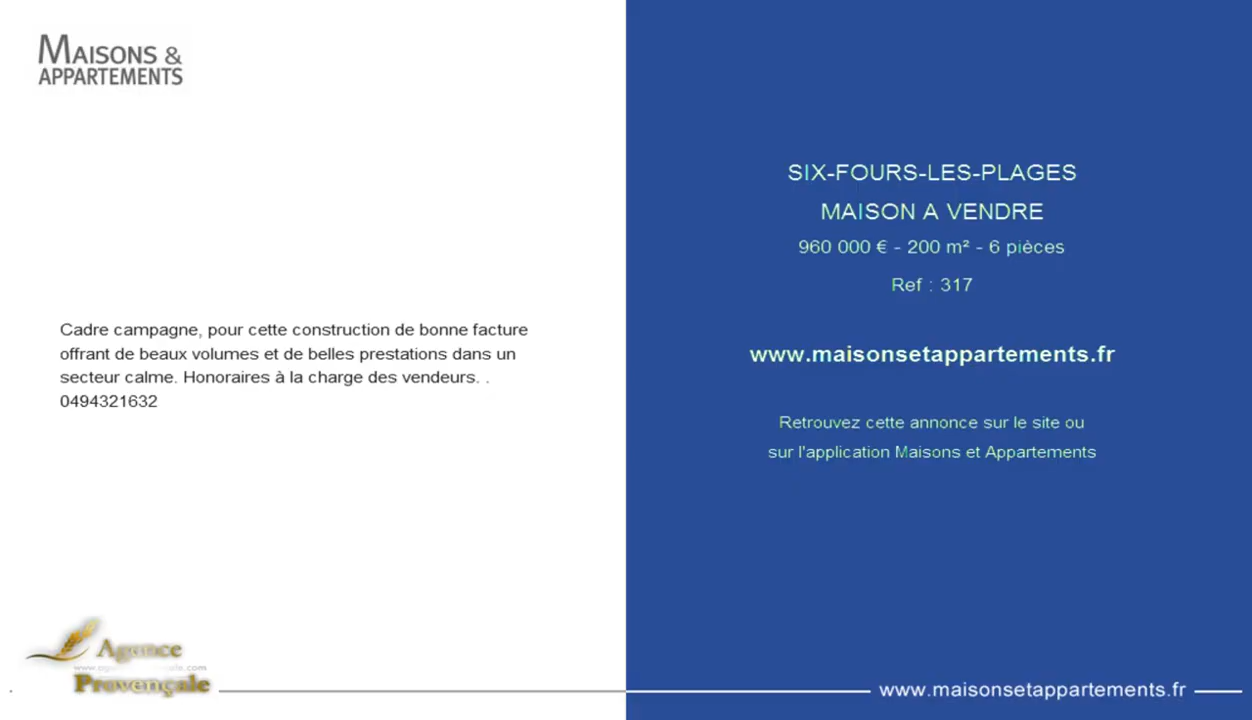 MAISONS &
APPARTEMENTS
Cadre campagne, pour cette construction de bonne facture
offrant de beaux volumes et de belles prestations dans un
secteur calme. Honoraires à la charge des vendeurs. .
0494321632
Agence
Provençale
SIX-FOURS-LES-PLAGES
MAISON A VENDRE
960 000 € - 200 m² - 6 pièces
Ref : 317
www.maisonsetappartements.fr
Retrouvez cette annonce sur le site ou
sur l'application Maisons et Appartements
www.maisonsetappartements.fr